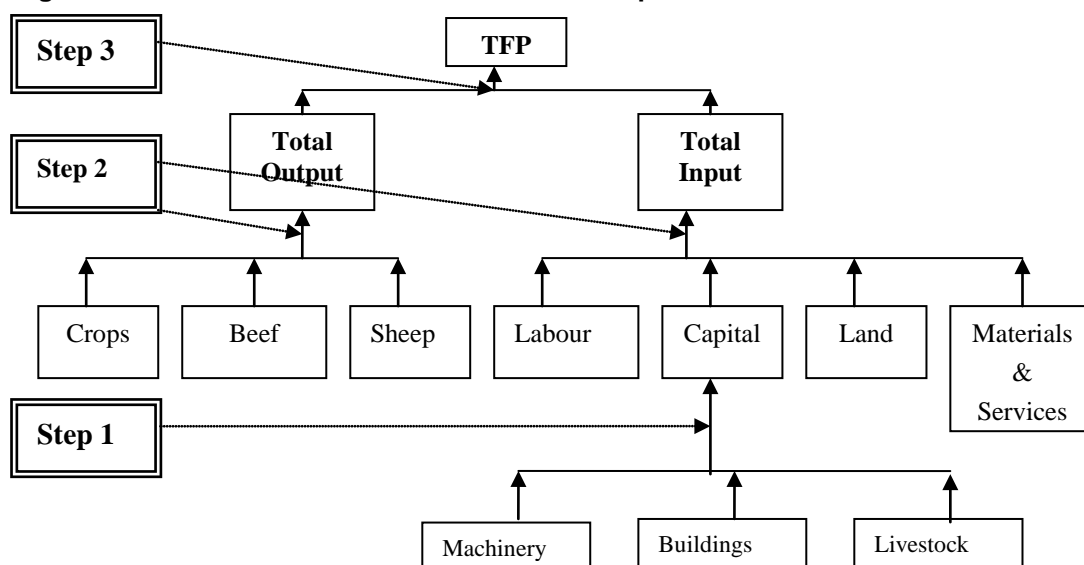 Step 3
TFP
Total
Output
Total
Input
Step 2
Crops
Beef
Sheep
Labour
Capital
Land
Materials
&
Services
Step 1
Machinery
Buildings
Livestock